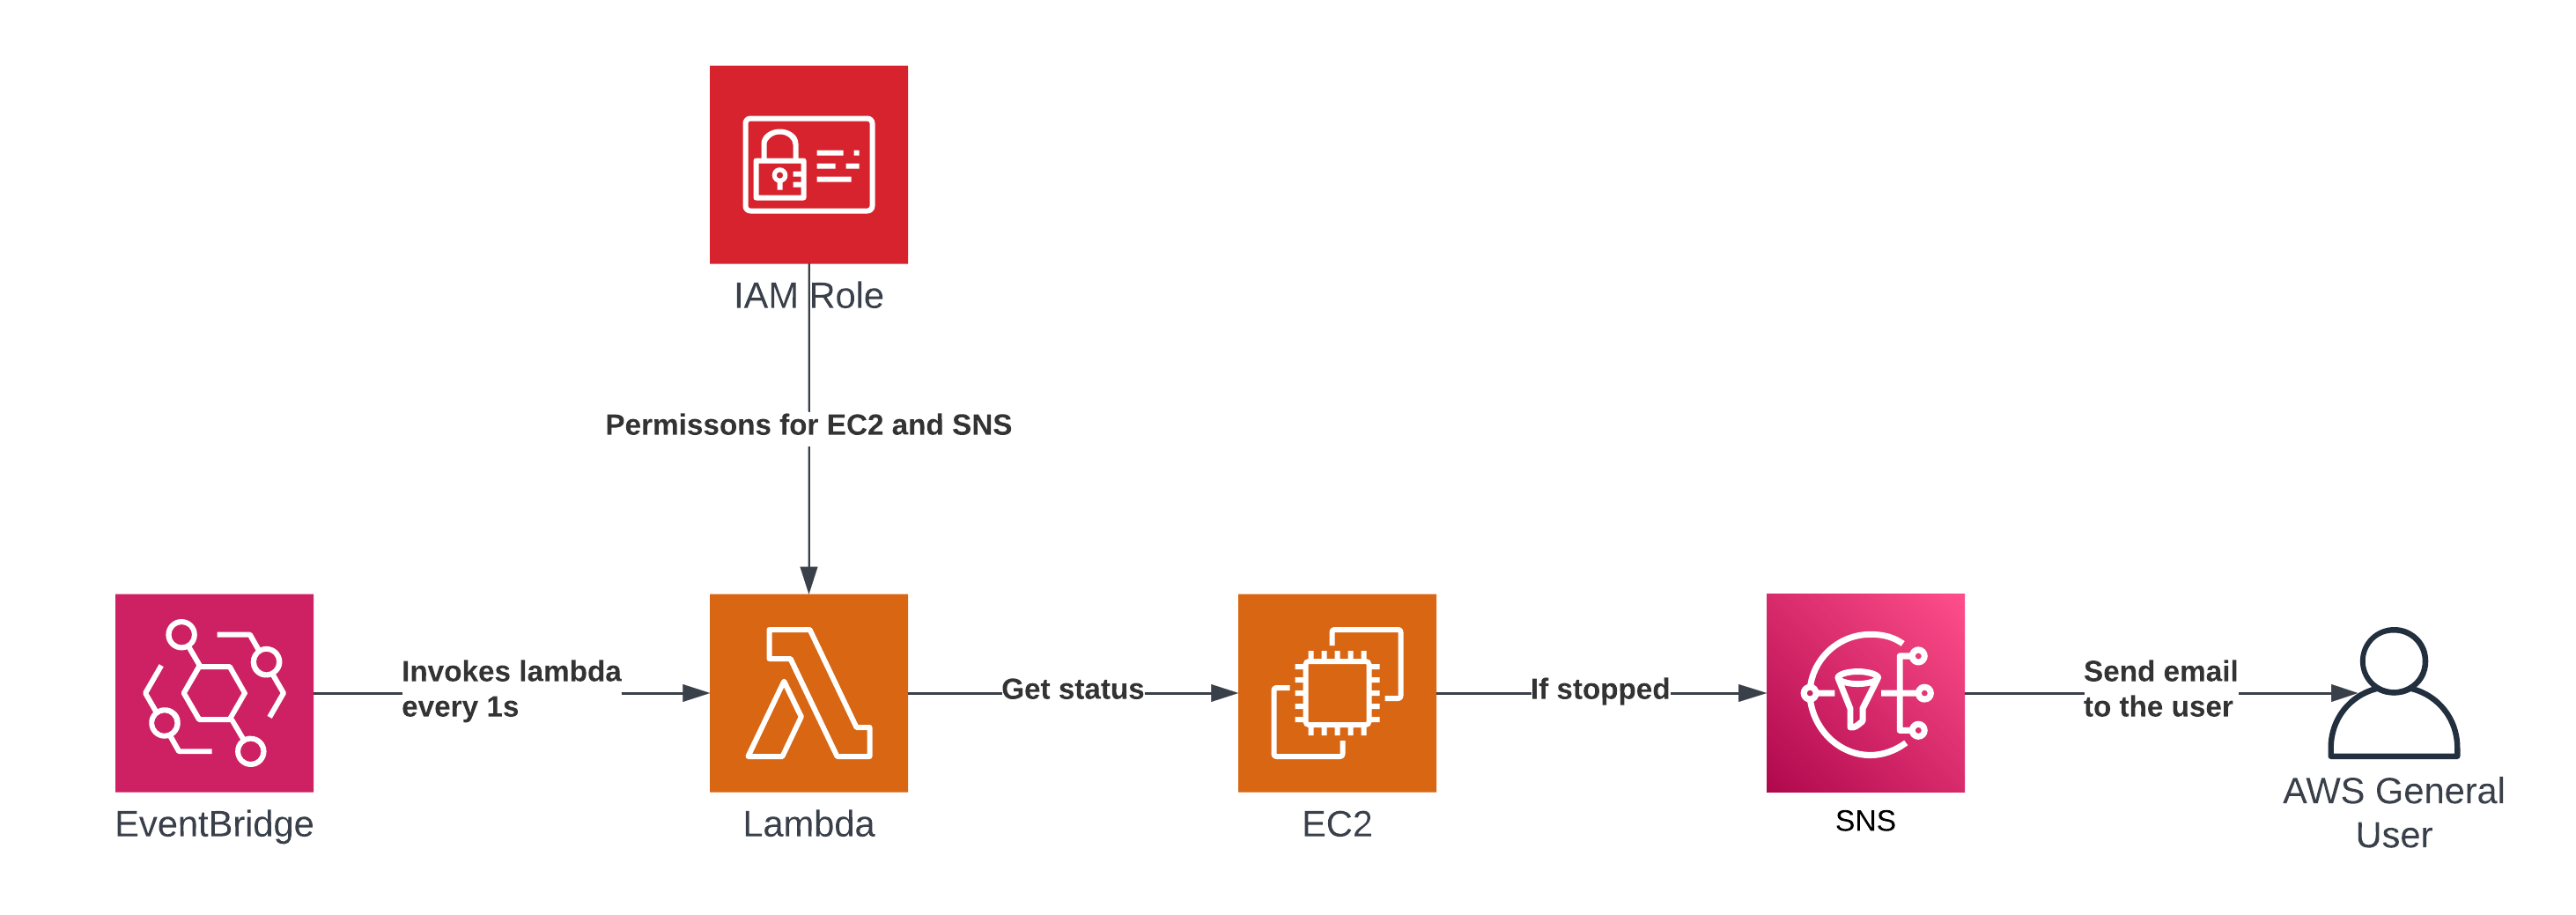 IAM Role
Permissons for EC2 and SNS
Invokes lambda
every 1s
Get status
If stopped
Send email
to the user
EventBridge
Lambda
EC2
SNS
AWS General
User